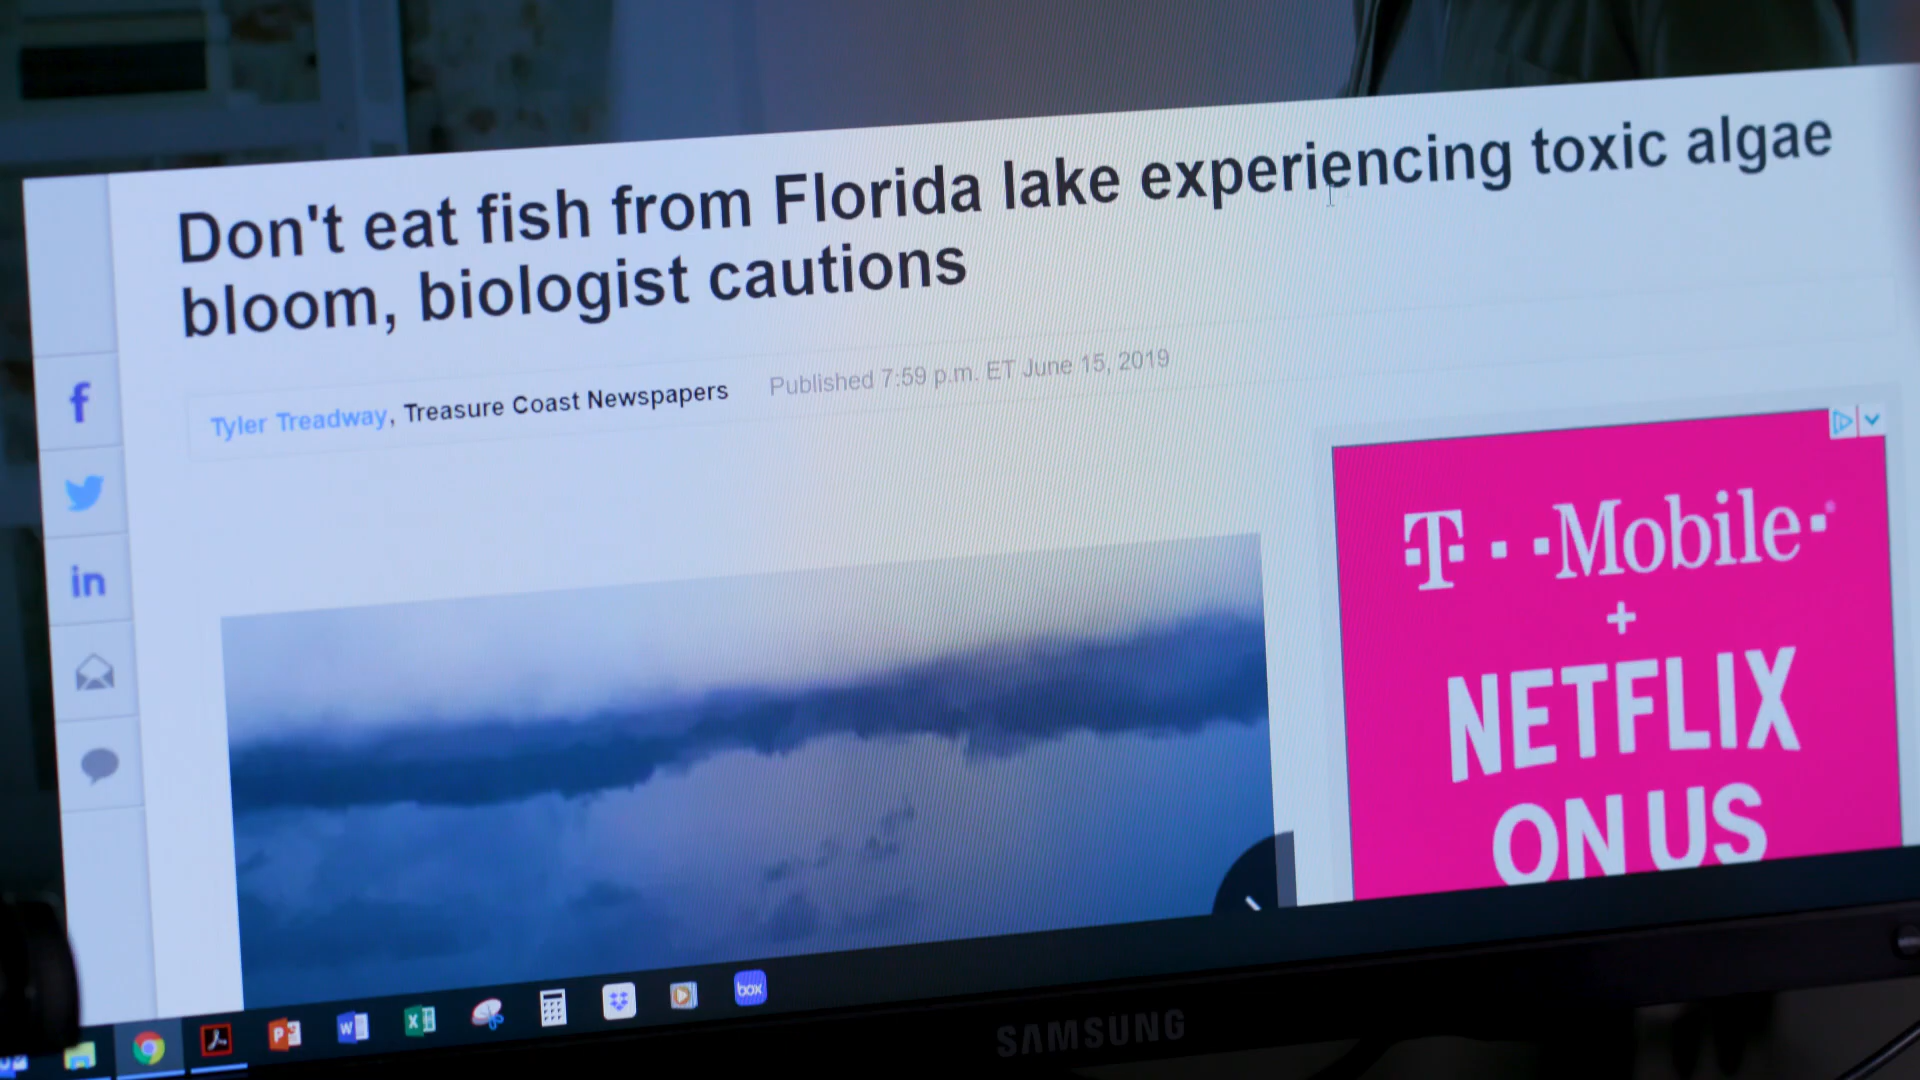 Don't eat fish from Florida lake experiencing toxic algae
bloom, biologist cautions
Tyler Treadway, Treasure Coast Newspapers
Published 7:59 p.m. ET June 15, 2019
f
in
T··Mobile·
+
NETFLIX
ON US
P
W
X
box
SAMSUNG